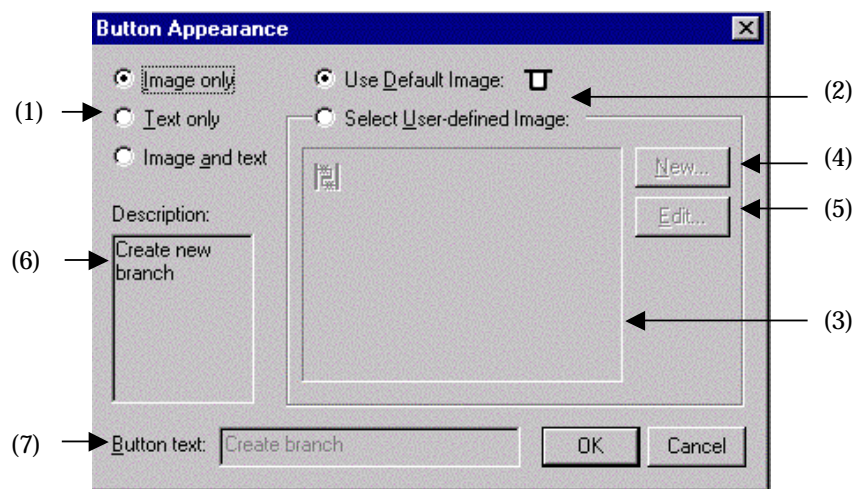 Button Appearance
Image only
Use Default Image:
(2)
(1)
Text only
Select User-defined Image:
Image and text
New...
(4)
Description:
Edit...
(5)
(6)
Create new
branch
(3)
(7)
Button text:
Create branch
OK
Cancel